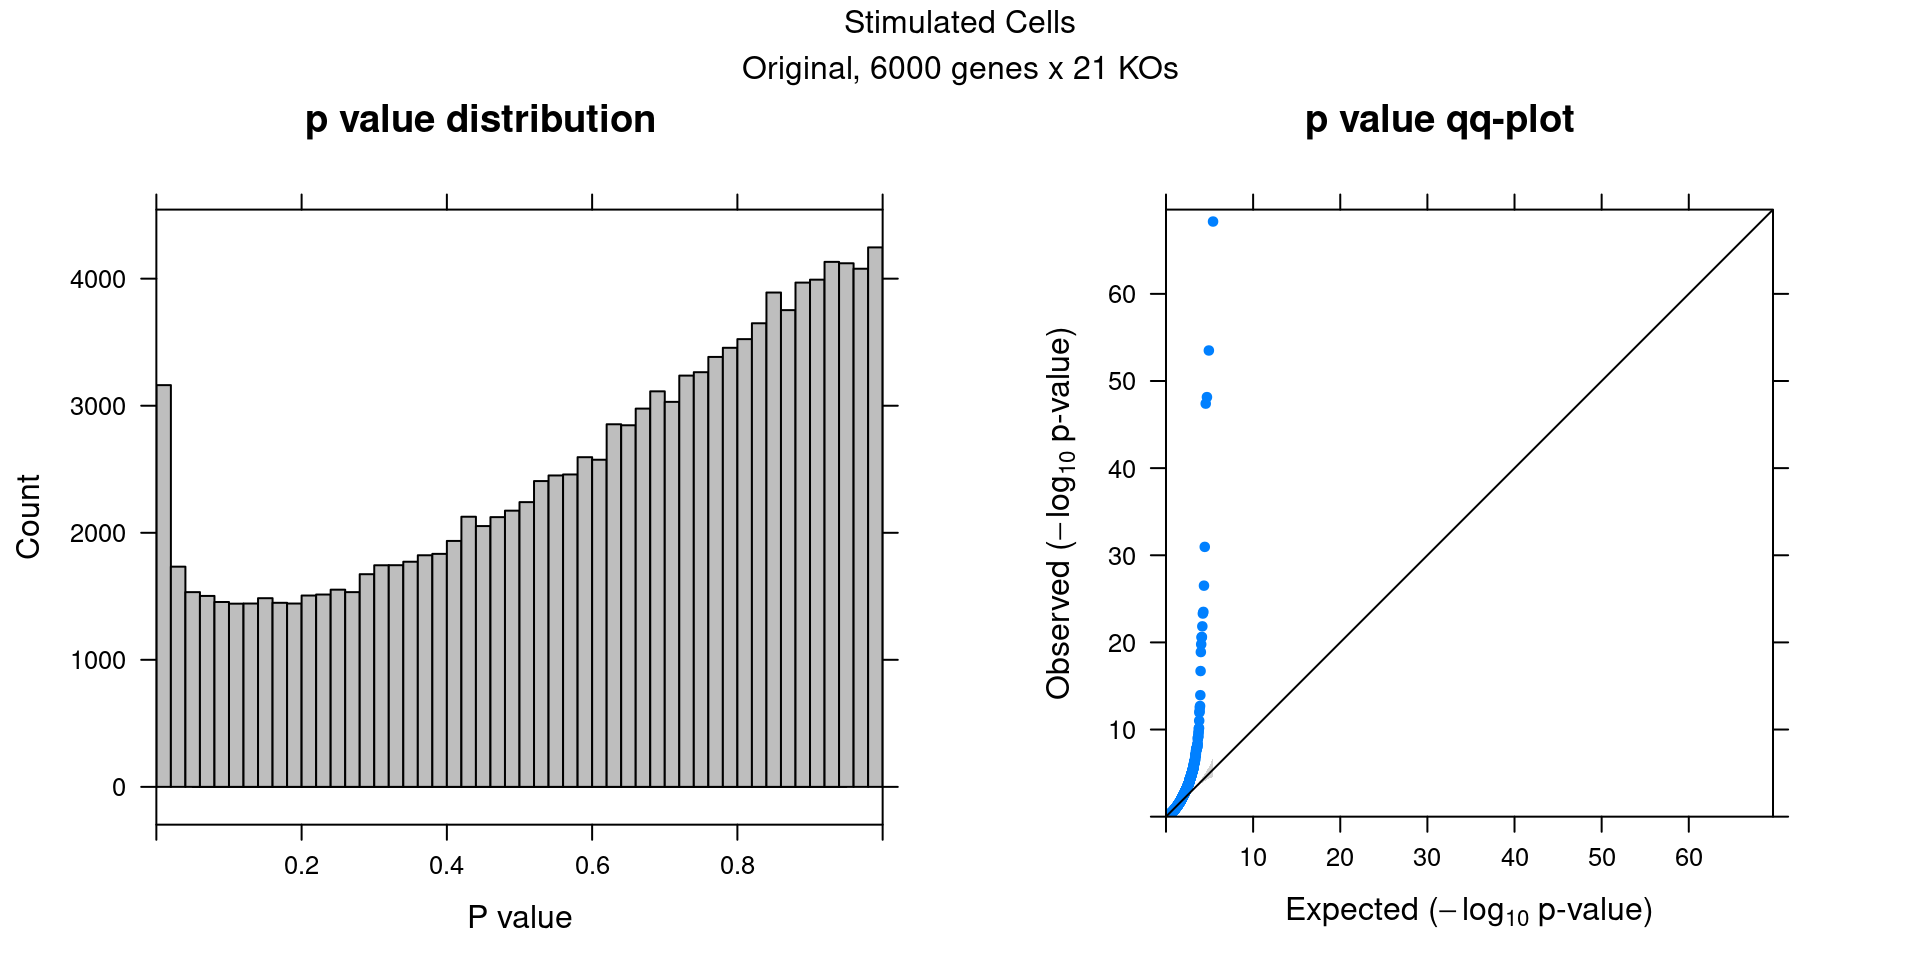 Stimulated Cells
Original, 6000 genes x 21 KOs
p value distribution
4000
3000
2000
1000
0
Count
0.2 0.4 0.6 0.8
P value
p value qq-plot
60
50
40
30
20
10
Observed (−log10 p-value)
10 20 30 40 50 60
Expected (−log10 p-value)